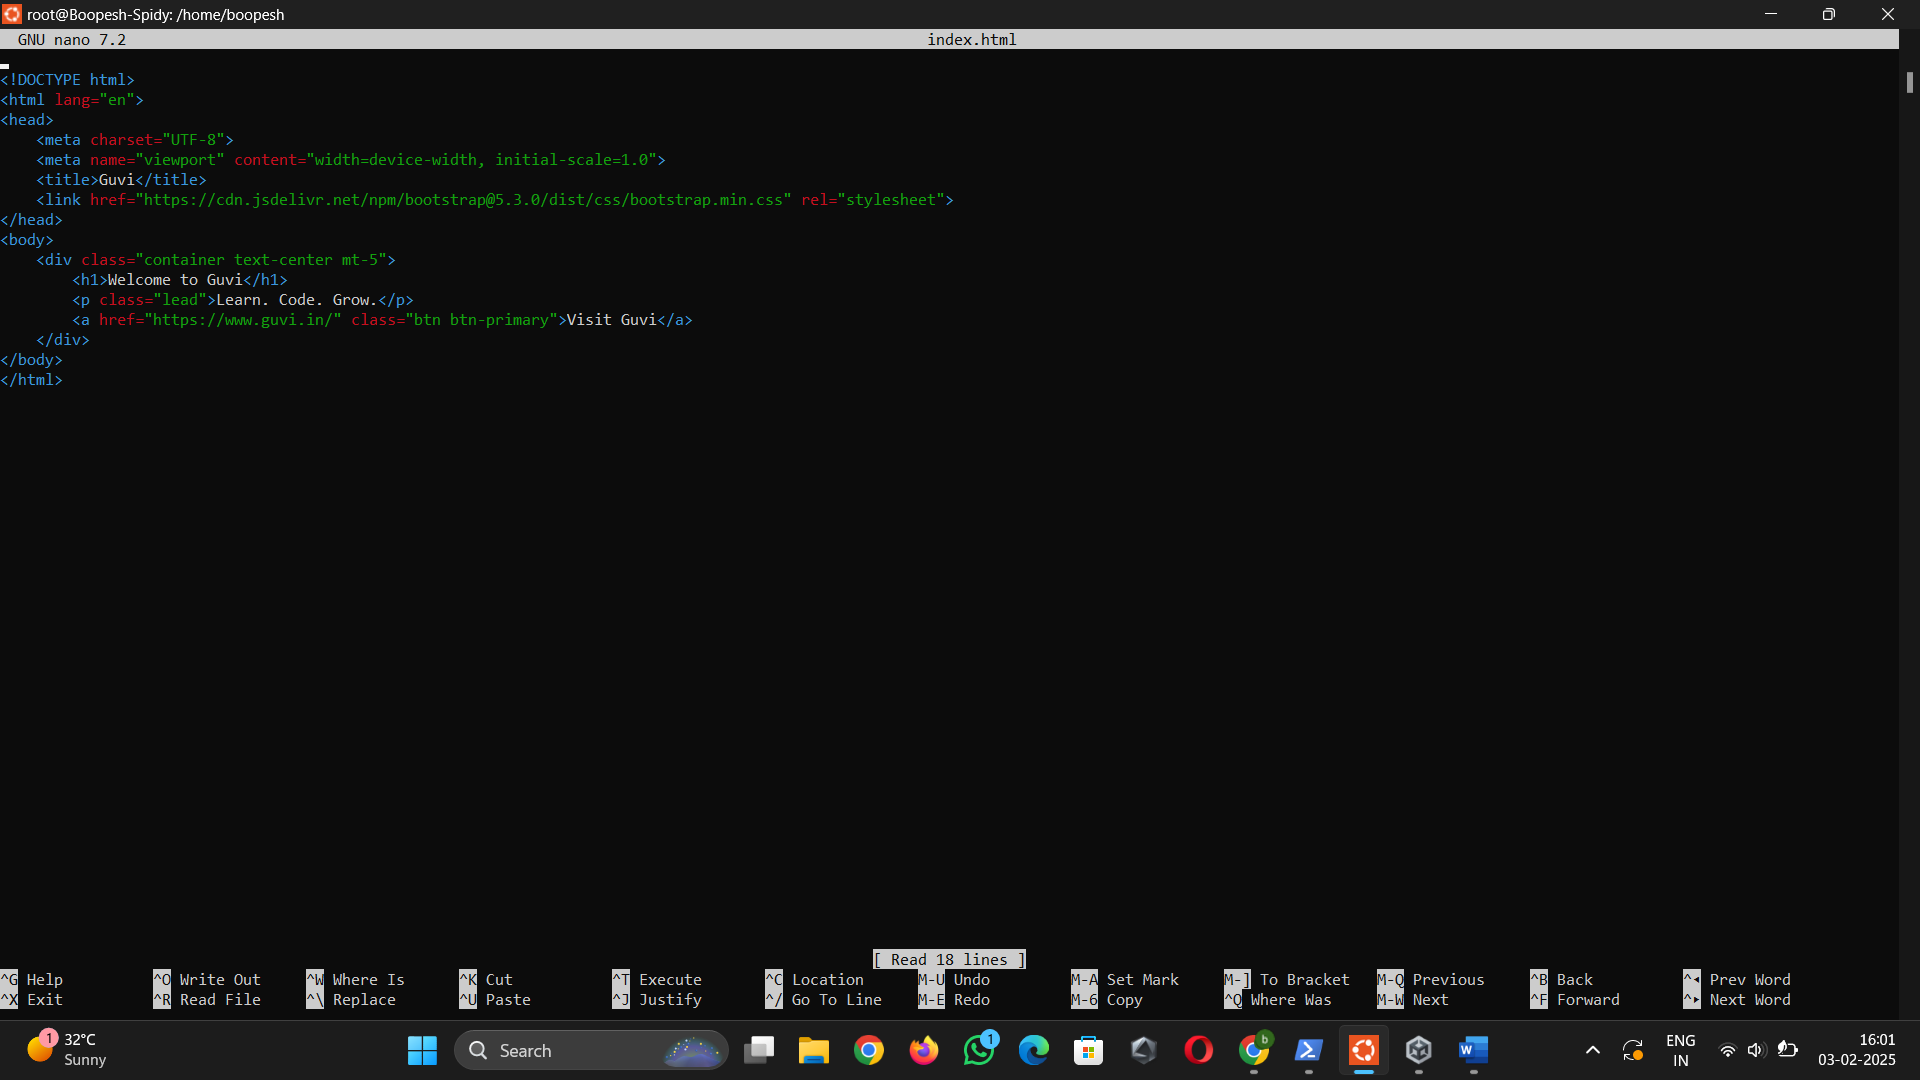 root@Boopesh-Spidy: /home/boopesh
GNU nano 7.2 index.html
<!DOCTYPE html>
<html lang="en">
<head>
    <meta charset="UTF-8">
    <meta name="viewport" content="width=device-width, initial-scale=1.0">
    <title>Guvi</title>
    <link href="https://cdn.jsdelivr.net/npm/bootstrap@5.3.0/dist/css/bootstrap.min.css" rel="stylesheet">
</head>
<body>
    <div class="container text-center mt-5">
        <h1>Welcome to Guvi</h1>
        <p class="lead">Learn. Code. Grow.</p>
        <a href="https://www.guvi.in/" class="btn btn-primary">Visit Guvi</a>
    </div>
</body>
</html>
[ Read 18 lines ]
^G Help ^O Write Out ^W Where Is ^K Cut ^T Execute ^C Location M-U Undo M-A Set Mark M-] To Bracket M-Q Previous ^B Back ^◂ Prev Word
^X Exit ^R Read File ^\ Replace ^U Paste ^J Justify ^/ Go To Line M-E Redo M-6 Copy ^Q Where Was M-W Next ^F Forward ^▸ Next Word
1 32°C
Sunny
Search
1
b
W
ENG
IN
16:01
03-02-2025